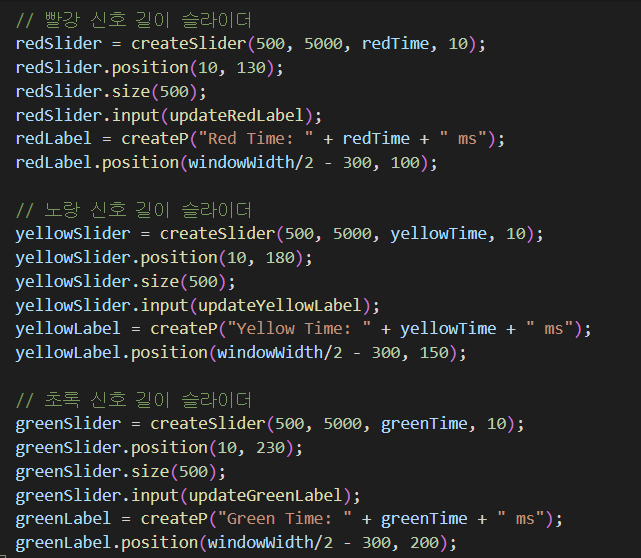 // 빨강 신호 길이 슬라이더
redSlider = createSlider(500, 5000, redTime, 10);
redSlider.position(10, 130);
redSlider.size(500);
redSlider.input(updateRedLabel);
redLabel = createP("Red Time: " + redTime + " ms");
redLabel.position(windowWidth/2 - 300, 100);

// 노랑 신호 길이 슬라이더
yellowSlider = createSlider(500, 5000, yellowTime, 10);
yellowSlider.position(10, 180);
yellowSlider.size(500);
yellowSlider.input(updateYellowLabel);
yellowLabel = createP("Yellow Time: " + yellowTime + " ms");
yellowLabel.position(windowWidth/2 - 300, 150);

// 초록 신호 길이 슬라이더
greenSlider = createSlider(500, 5000, greenTime, 10);
greenSlider.position(10, 230);
greenSlider.size(500);
greenSlider.input(updateGreenLabel);
greenLabel = createP("Green Time: " + greenTime + " ms");
greenLabel.position(windowWidth/2 - 300, 200);